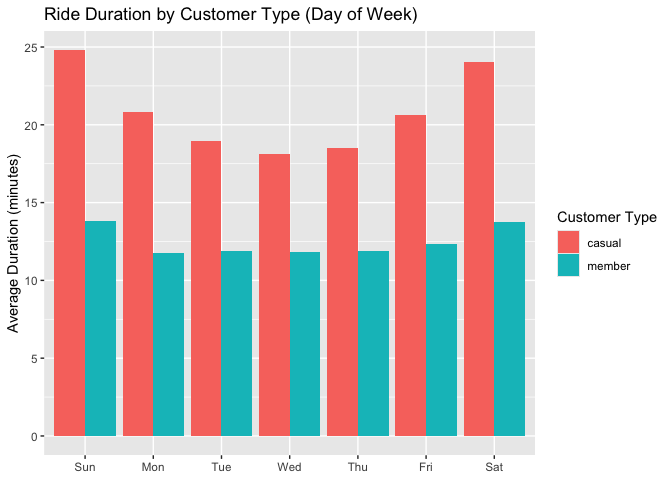 Ride Duration by Customer Type (Day of Week)
Average Duration (minutes)
25
20
15
10
5
0
Sun Mon Tue Wed Thu Fri Sat
Customer Type
casual
member